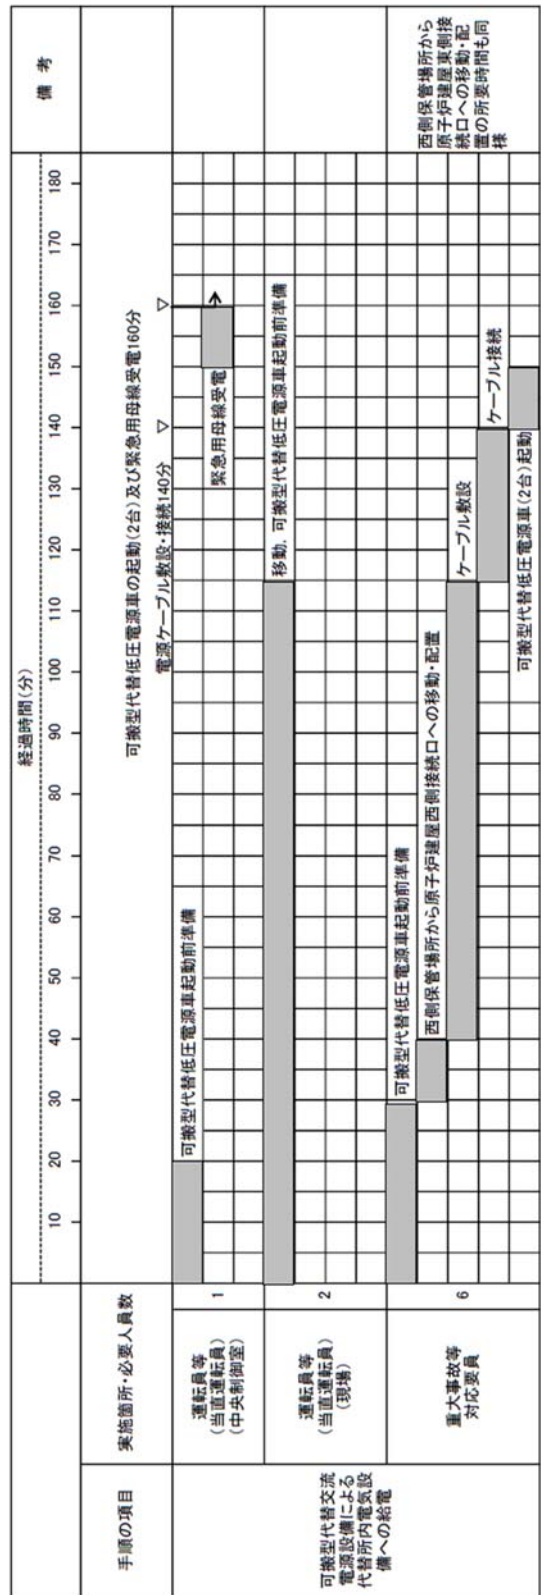 手順の項目
実施箇所・必要人員数
経過時間(分)
10 20 30 40 50 60 70 80 90 100 110 120 130 140 150 160 170 180
備 考
可搬型代替低圧電源車の起動(2台)及び緊急用母線受電160分
電源ケーブル敷設・接続140分
▽
▽
可搬型代替交流
電源設備による
代替所内電気設
備への給電
運転員等
(当直運転員)
(中央制御室)
1
可搬型代替低圧電源車起動前準備
緊急用母線受電
運転員等
(当直運転員)
(現場)
2
移動,可搬型代替低圧電源車起動前準備
重大事故等
対応要員
6
可搬型代替低圧電源車起動前準備
西側保管場所から原子炉建屋西側接続口への移動・配置
ケーブル敷設
ケーブル接続
可搬型代替低圧電源車(2台)起動
西側保管場所から
原子炉建屋東側接
続口への移動・配
置の所要時間も同
様